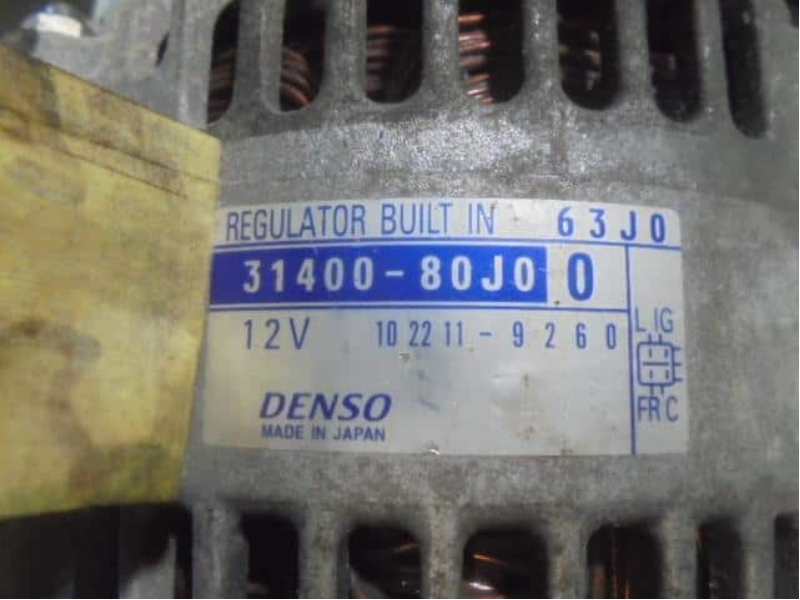 REGULATOR BUILT IN 63J0
31400-80J0 0
12V 102211-9260
L IG
DENSO
FR C
MADE IN JAPAN